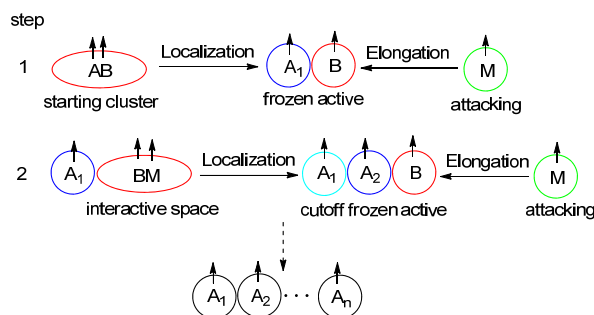 step
1 AB Localization A1 B Elongation M
starting cluster frozen active attacking
2 A1 BM Localization A1 A2 B Elongation M
interactive space cutoff frozen active attacking
A1 A2 ··· An